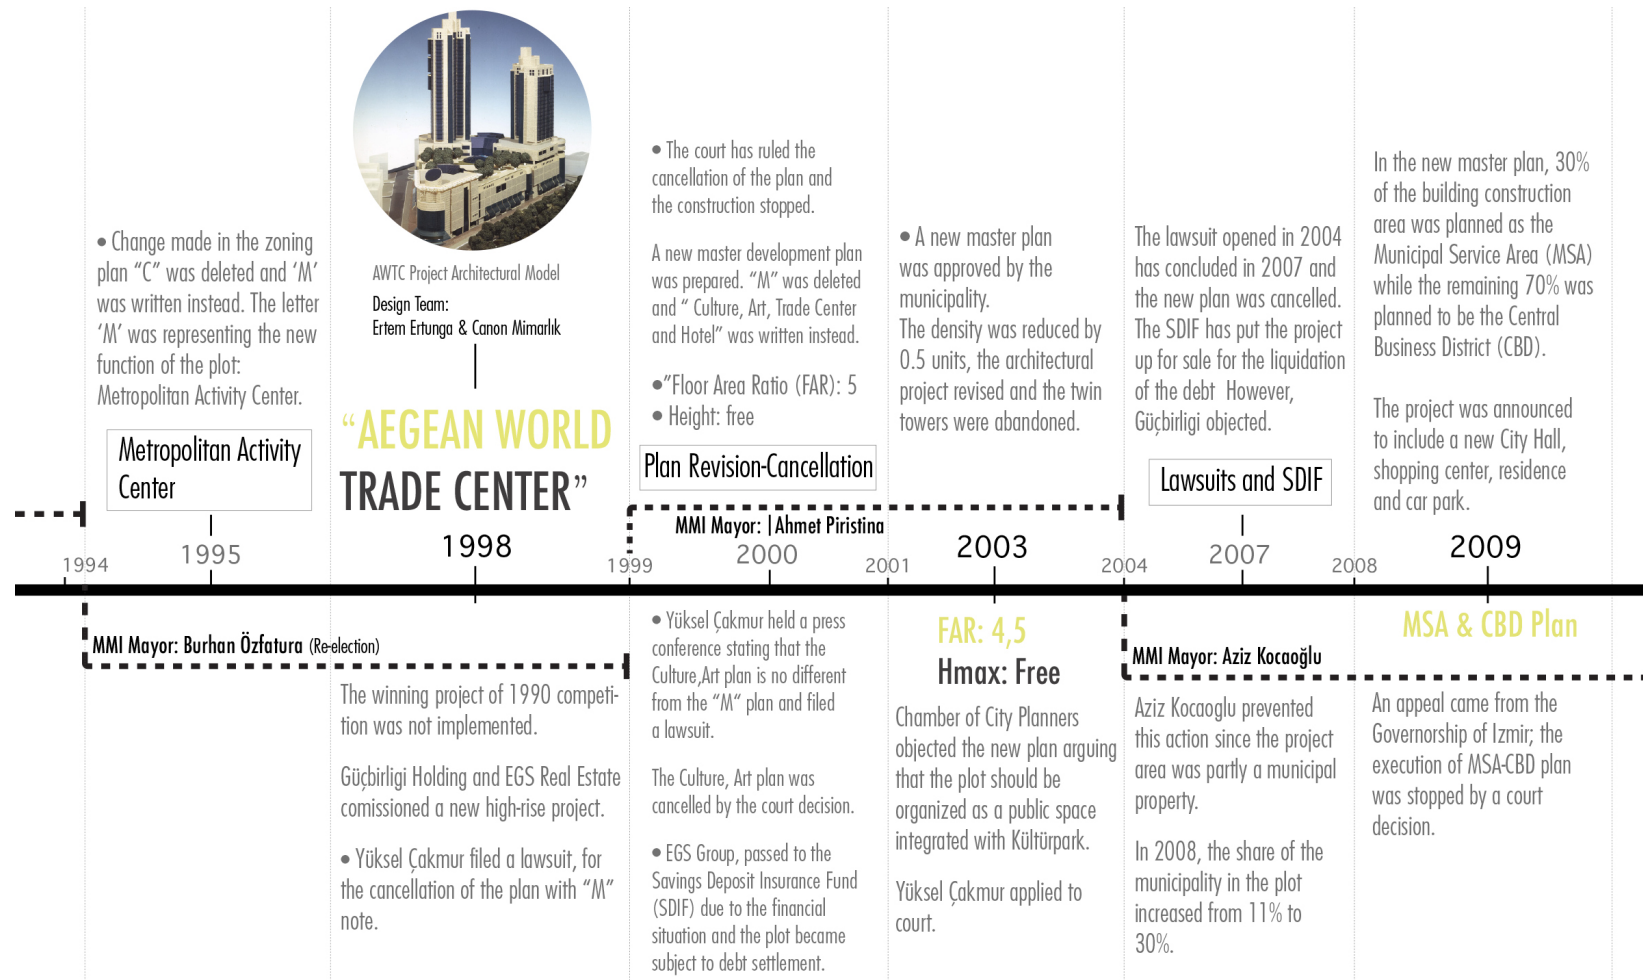 • Change made in the zoning
plan “C” was deleted and ‘M’
was written instead. The letter
‘M’ was representing the new
function of the plot:
Metropolitan Activity Center.
Metropolitan Activity
Center
1994
1995
MMI Mayor: Burhan Özfatura (Re-election)
AWTC Project Architectural Model
Design Team:
Ertem Ertunga & Canon Mimarlık
“AEGEAN WORLD
TRADE CENTER”
1998
The winning project of 1990 competi-
tion was not implemented.
Güçbirligi Holding and EGS Real Estate
comissioned a new high-rise project.
• Yüksel Çakmur filed a lawsuit, for
the cancellation of the plan with “M”
note.
• The court has ruled the
cancellation of the plan and
the construction stopped.
A new master development plan
was prepared. “M” was deleted
and “ Culture, Art, Trade Center
and Hotel” was written instead.
•”Floor Area Ratio (FAR): 5
• Height: free
Plan Revision-Cancellation
MMI Mayor: |Ahmet Piristina
1999
2000
• Yüksel Çakmur held a press
conference stating that the
Culture,Art plan is no different
from the “M” plan and filed
a lawsuit.
The Culture, Art plan was
cancelled by the court decision.
• EGS Group, passed to the
Savings Deposit Insurance Fund
(SDIF) due to the financial
situation and the plot became
subject to debt settlement.
• A new master plan
was approved by the
municipality.
The density was reduced by
0.5 units, the architectural
project revised and the twin
towers were abandoned.
2001
2003
FAR: 4,5
Hmax: Free
Chamber of City Planners
objected the new plan arguing
that the plot should be
organized as a public space
integrated with Kültürpark.
Yüksel Çakmur applied to
court.
The lawsuit opened in 2004
has concluded in 2007 and
the new plan was cancelled.
The SDIF has put the project
up for sale for the liquidation
of the debt However,
Güçbirligi objected.
Lawsuits and SDIF
2004
2007
MMI Mayor: Aziz Kocaoğlu
Aziz Kocaoglu prevented
this action since the project
area was partly a municipal
property.
In 2008, the share of the
municipality in the plot
increased from 11% to
30%.
In the new master plan, 30%
of the building construction
area was planned as the
Municipal Service Area (MSA)
while the remaining 70% was
planned to be the Central
Business District (CBD).
The project was announced
to include a new City Hall,
shopping center, residence
and car park.
2008
2009
MSA & CBD Plan
An appeal came from the
Governorship of Izmir; the
execution of MSA-CBD plan
was stopped by a court
decision.